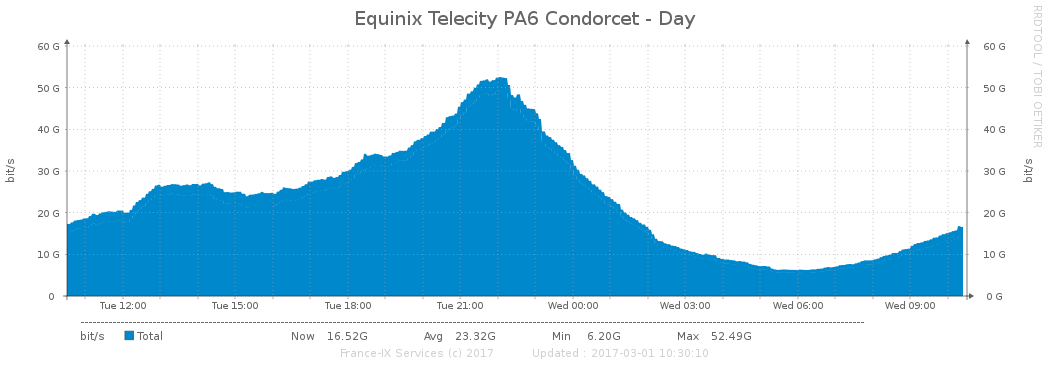 Equinix Telecity PA6 Condorcet - Day
RRDTOOL / TOBI OETIKER
60 G 60 G
50 G 50 G
40 G 40 G
30 G 30 G
20 G 20 G
10 G 10 G
0 0 G
bit/s bit/s
Tue 12:00 Tue 15:00 Tue 18:00 Tue 21:00 Wed 00:00 Wed 03:00 Wed 06:00 Wed 09:00
bit/s Total Now 16.52G Avg 23.32G Min 6.20G Max 52.49G
France-IX Services (c) 2017 Updated : 2017-03-01 10:30:10